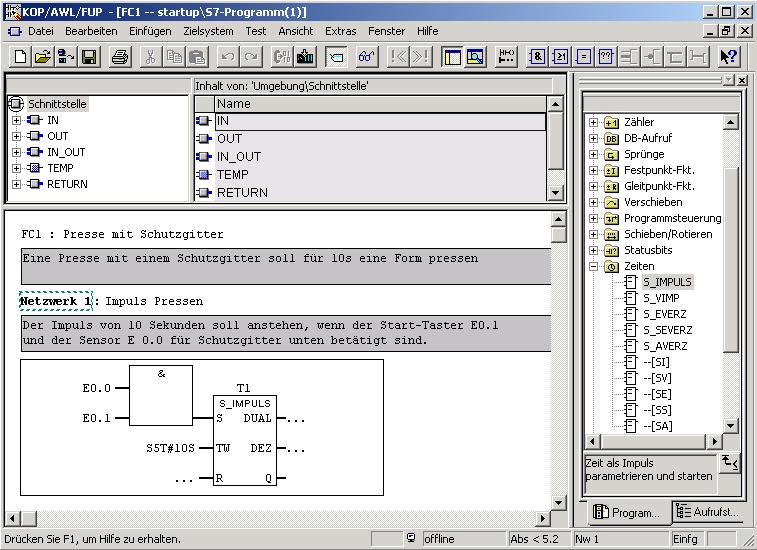 KOP/AWL/FUP - [FC1 -- startup\S7-Programm(1)]
Datei Bearbeiten Einfügen Zielsystem Test Ansicht Extras Fenster Hilfe
Inhalt von: 'Umgebung\Schnittstelle'
Schnittstelle
IN
OUT
IN_OUT
TEMP
RETURN
Name
IN
OUT
IN_OUT
TEMP
RETURN
FC1 : Presse mit Schutzgitter
Eine Presse mit einem Schutzgitter soll für 10s eine Form pressen
Netzwerk 1: Impuls Pressen
Der Impuls von 10 Sekunden soll anstehen, wenn der Start-Taster E0.1
und der Sensor E 0.0 für Schutzgitter unten betätigt sind.
&
E0.0
T1
S_IMPULS
E0.1
S DUAL ...
S5T#10S TW DEZ ...
... R Q
Zähler
DB-Aufruf
Sprünge
Festpunkt-Fkt.
Gleitpunkt-Fkt.
Verschieben
Programmsteuerung
Schieben/Rotieren
Statusbits
Zeiten
S_IMPULS
S_VIMP
S_EVERZ
S_SEVERZ
S_AVERZ
--[SI]
--[SV]
--[SE]
--[SS]
--[SA]
Zeit als Impuls
parametrieren und starten
Program... Aufrufst...
Drücken Sie F1, um Hilfe zu erhalten. offline Abs < 5.2 Nw 1 Einfg